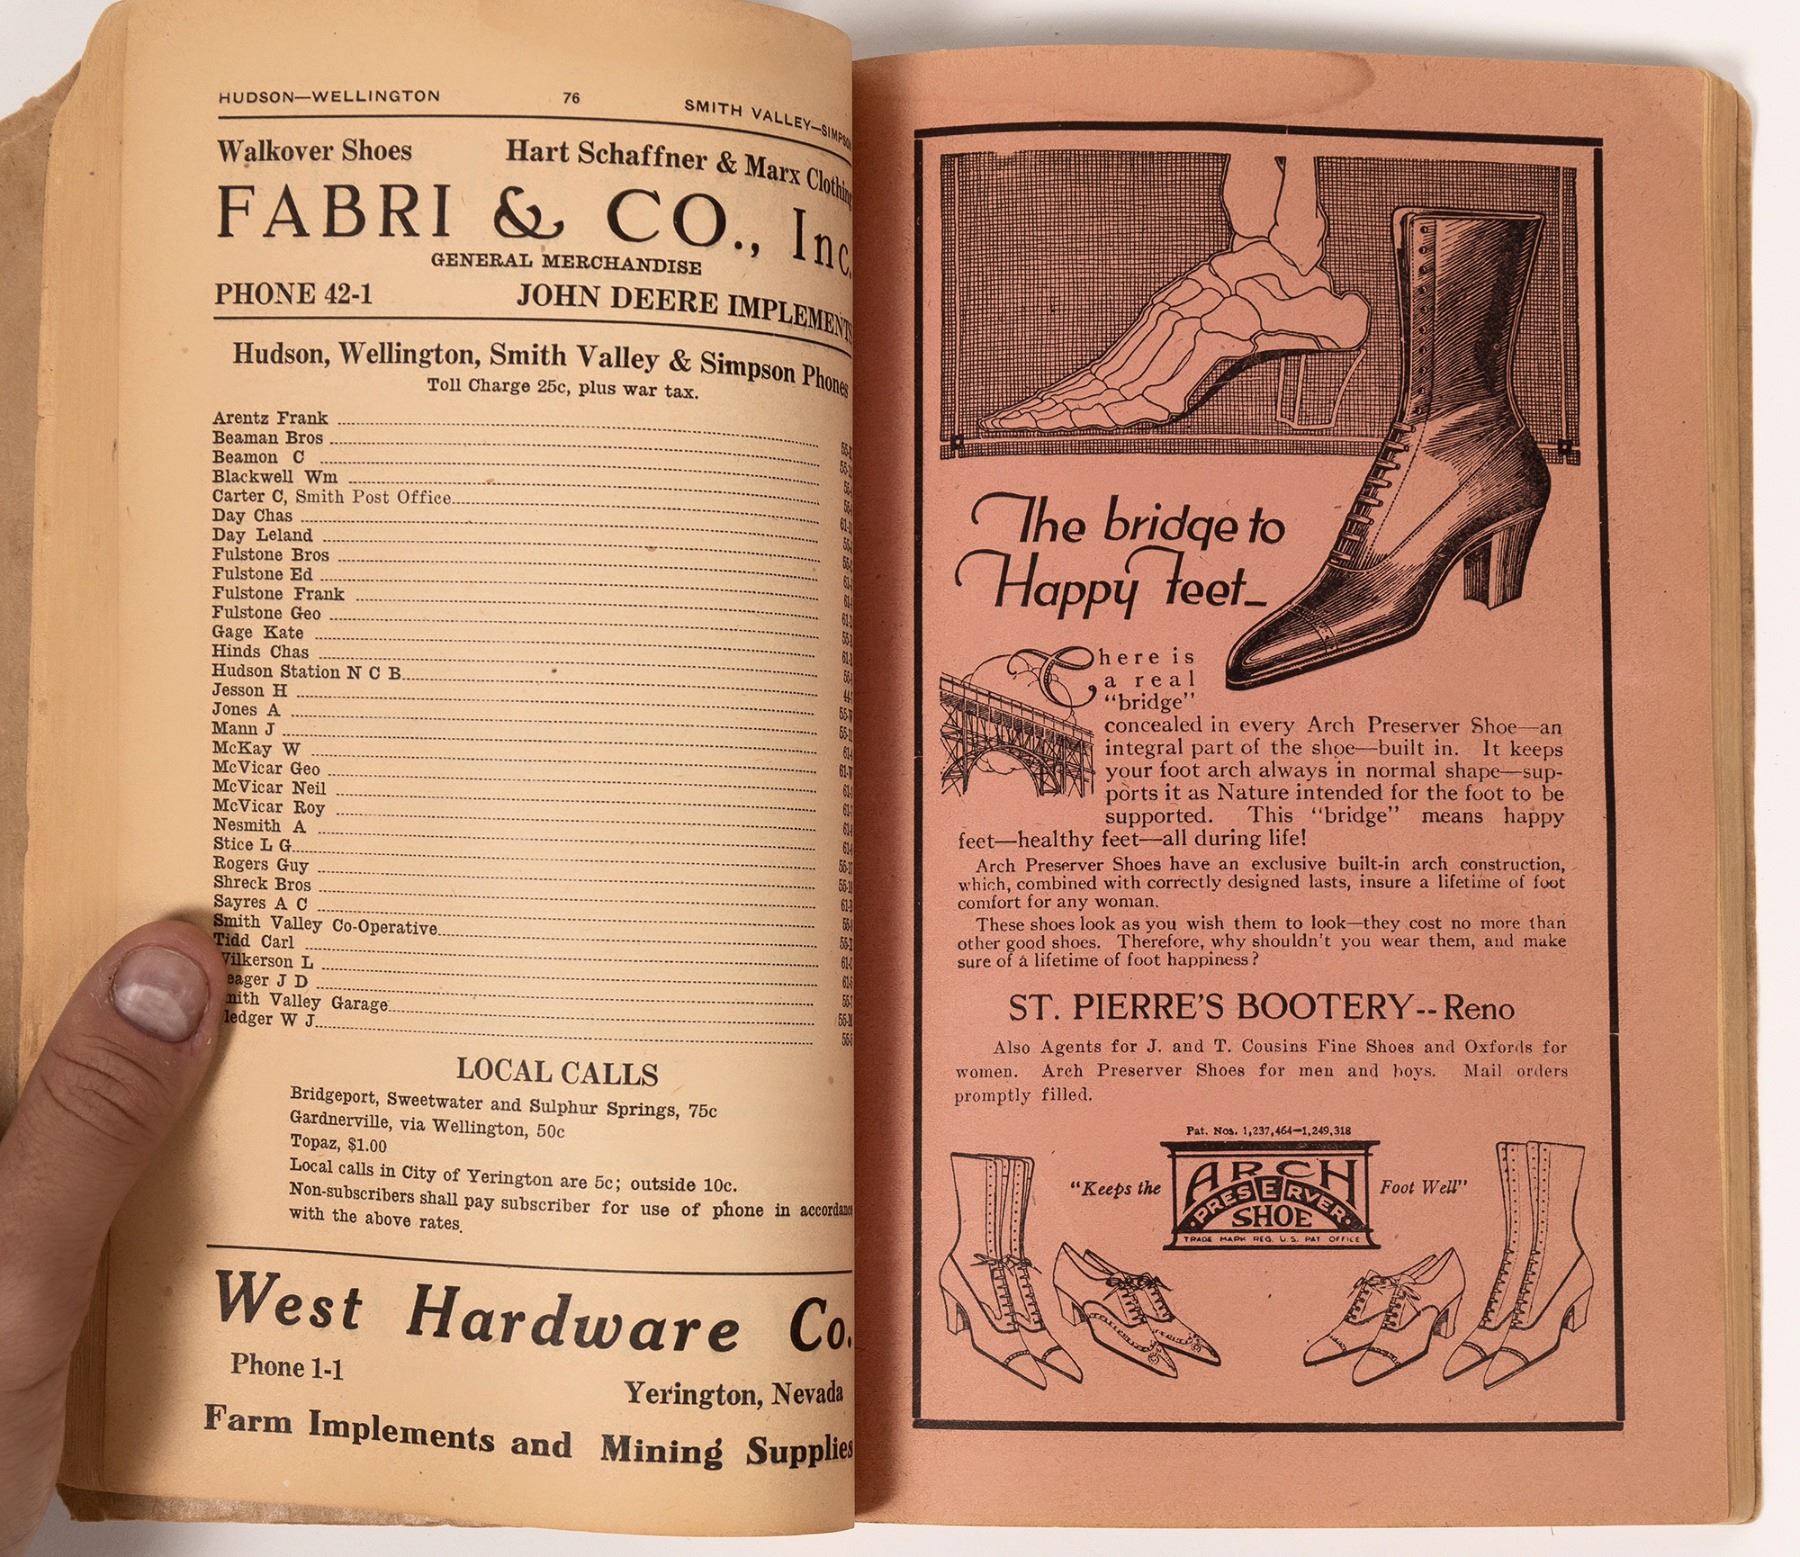 HUDSON—WELLINGTON 76 SMITH VALLEY—SIMPSON
Walkover Shoes Hart Schaffner & Marx Clothing
FABRI & CO., Inc.
GENERAL MERCHANDISE
PHONE 42-1 JOHN DEERE IMPLEMENTS
Hudson, Wellington, Smith Valley & Simpson Phones
Toll Charge 25c, plus war tax.
Arentz Frank
Beaman Bros
Beamon C
Blackwell Wm
Carter C, Smith Post Office
Day Chas
Day Leland
Fulstone Bros
Fulstone Ed
Fulstone Frank
Fulstone Geo
Gage Kate
Hinds Chas
Hudson Station N C B
Jesson H
Jones A
Mann J
McKay W
McVicar Geo
McVicar Neil
McVicar Roy
Nesmith A
Stice L G
Rogers Guy
Shreck Bros
Sayres A C
Smith Valley Co-Operative
Tidd Carl
Wilkerson L
J D
Smith Valley Garage
W J
LOCAL CALLS
Bridgeport, Sweetwater and Sulphur Springs, 75c
Gardnerville, via Wellington, 50c
Topaz, $1.00
Local calls in City of Yerington are 5c; outside 10c.
Non-subscribers shall pay subscriber for use of phone in accordance
with the above rates.
West Hardware Co.
Phone 1-1
Yerington, Nevada
Farm Implements and Mining Supplies
The bridge to
Happy feet—
There is
a real
"bridge"
concealed in every Arch Preserver Shoe—an
integral part of the shoe—built in. It keeps
your foot arch always in normal shape—sup-
ports it as Nature intended for the foot to be
supported. This "bridge" means happy
feet—healthy feet—all during life!
Arch Preserver Shoes have an exclusive built-in arch construction,
which, combined with correctly designed lasts, insure a lifetime of foot
comfort for any woman.
These shoes look as you wish them to look—they cost no more than
other good shoes. Therefore, why shouldn't you wear them, and make
sure of a lifetime of foot happiness?
ST. PIERRE'S BOOTERY--Reno
Also Agents for J. and T. Cousins Fine Shoes and Oxfords for
women. Arch Preserver Shoes for men and boys. Mail orders
promptly filled.
Pat. Nos. 1,237,464—1,249,318
"Keeps the ARCH Foot Well"
PRESERVER
SHOE
TRADE MARK REG. U.S. PAT OFFICE